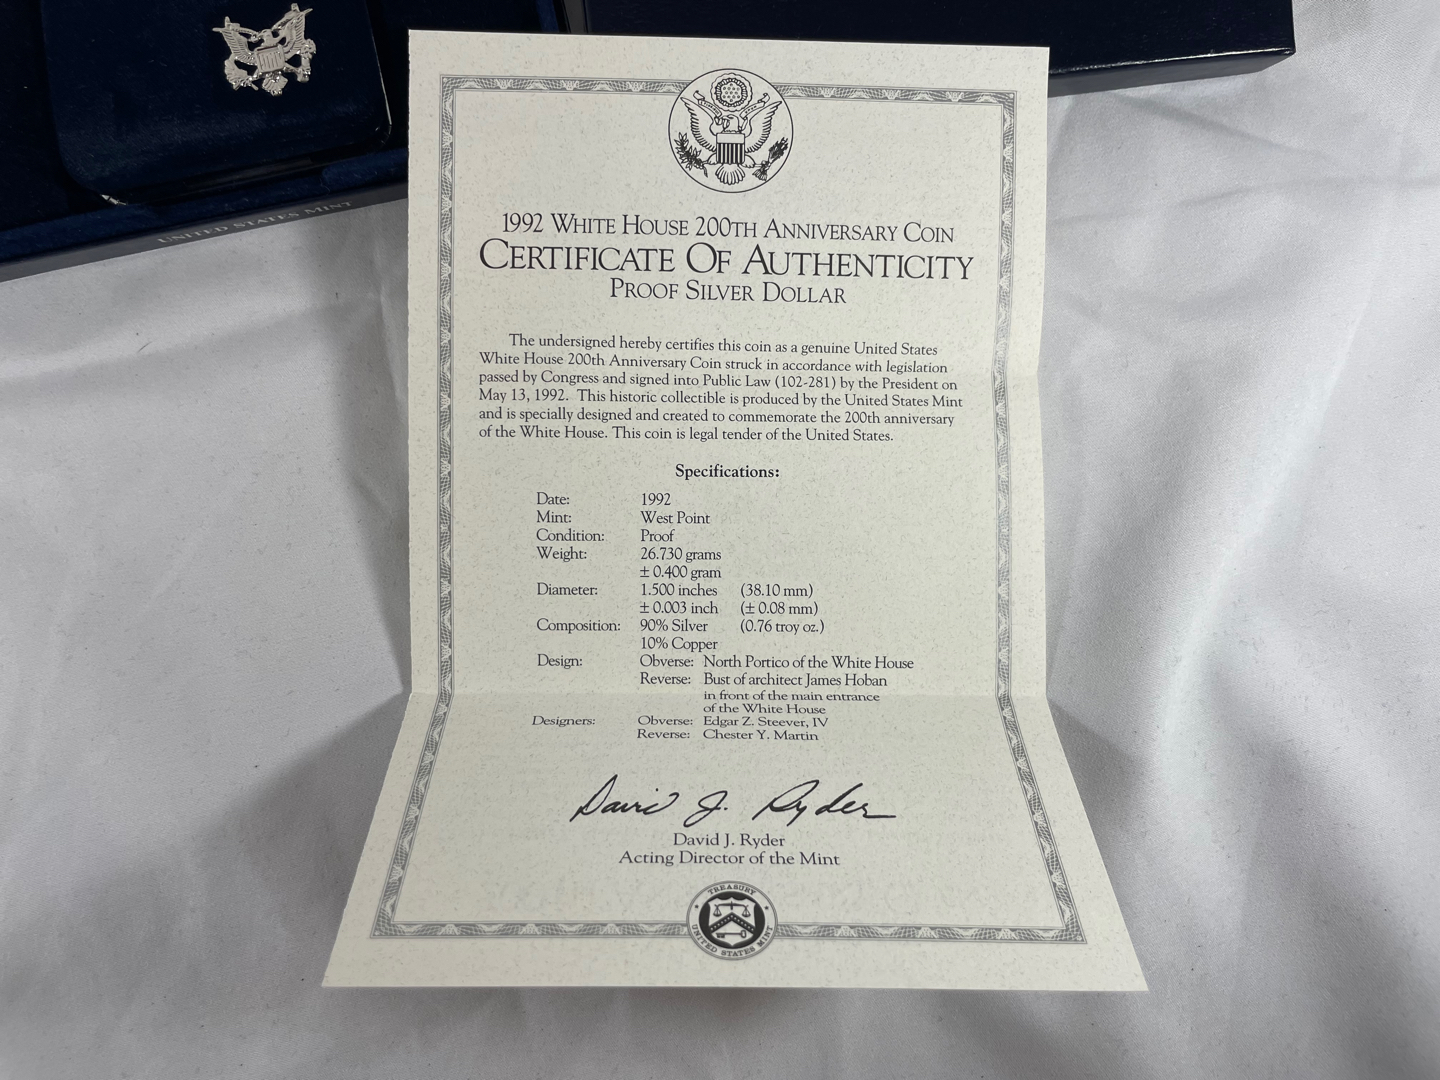 UNITED STATES MINT
1992 WHITE HOUSE 200TH ANNIVERSARY COIN
CERTIFICATE OF AUTHENTICITY
PROOF SILVER DOLLAR
The undersigned hereby certifies this coin as a genuine United States
White House 200th Anniversary Coin struck in accordance with legislation
passed by Congress and signed into Public Law (102-281) by the President on
May 13, 1992. This historic collectible is produced by the United States Mint
and is specially designed and created to commemorate the 200th anniversary
of the White House. This coin is legal tender of the United States.
Specifications:
Date: 1992
Mint: West Point
Condition: Proof
Weight: 26.730 grams
± 0.400 gram
Diameter: 1.500 inches (38.10 mm)
± 0.003 inch (± 0.08 mm)
Composition: 90% Silver (0.76 troy oz.)
10% Copper
Design: Obverse: North Portico of the White House
Reverse: Bust of architect James Hoban
in front of the main entrance
of the White House
Designers: Obverse: Edgar Z. Steever, IV
Reverse: Chester Y. Martin
David J. Ryder
David J. Ryder
Acting Director of the Mint
TREASURY
UNITED STATES MINT